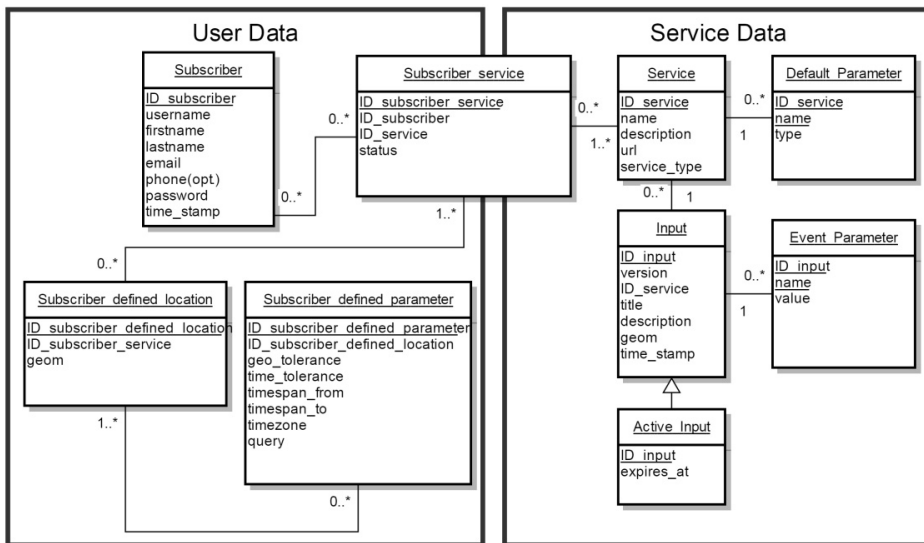 User Data
Subscriber
ID_subscriber
username
firstname
lastname
email
phone(opt.)
password
time_stamp
0..*
0..*
Subscriber_service
ID_subscriber_service
ID_subscriber
ID_service
status
1..*
0..*
Subscriber_defined_location
ID_subscriber_defined_location
ID_subscriber_service
geom
1..*
Subscriber_defined_parameter
ID_subscriber_defined_parameter
ID_subscriber_defined_location
geo_tolerance
time_tolerance
timespan_from
timespan_to
timezone
query
0..*
Service Data
0..*
1..*
Service
ID_service
name
description
url
service_type
0..*
1
Default_Parameter
ID_service
name
type
0..*
1
Input
ID_input
version
ID_service
title
description
geom
time_stamp
0..*
1
Event_Parameter
ID_input
name
value
Active_Input
ID_input
expires_at